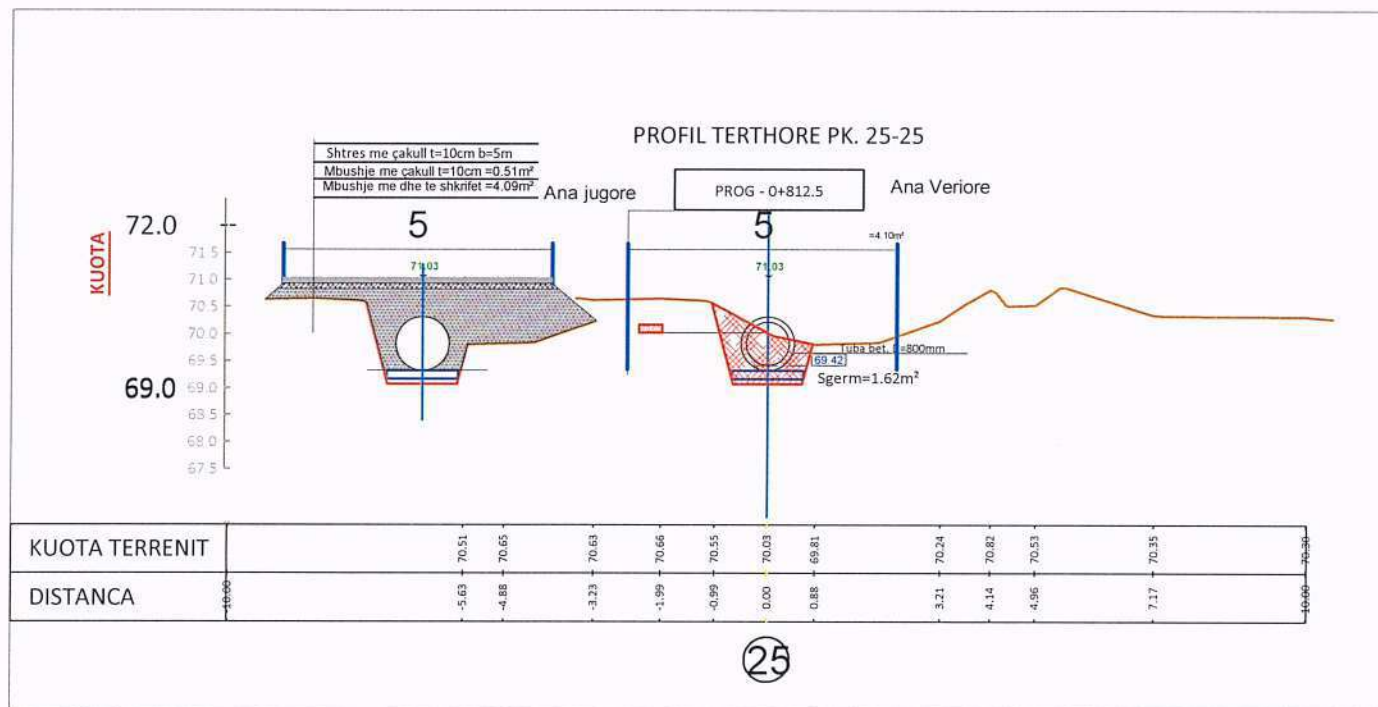 PROFIL TERTHORE PK. 25-25
Shtres me çakull t=10cm b=5m
Mbushje me çakull t=10cm =0.51m²
Mbushje me dhe te shkrifet =4.09m²
Ana jugore
PROG - 0+812.5
Ana Veriore
5
5
=4.10m²
KUOTA
72.0
71.5
71.0
70.5
70.0
69.5
69.0
63.5
68.0
67.5
71.03
71.03
Tuba bet. D=800mm
69.42
Sgerm=1.62m²
KUOTA TERRENIT
70.51 70.65 70.63 70.66 70.55 70.03 69.81 70.24 70.82 70.53 70.35 70.30
DISTANCA
-10.00 -5.63 -4.88 -3.23 -1.99 -0.99 0.00 0.88 3.21 4.14 4.96 7.17 10.00
25